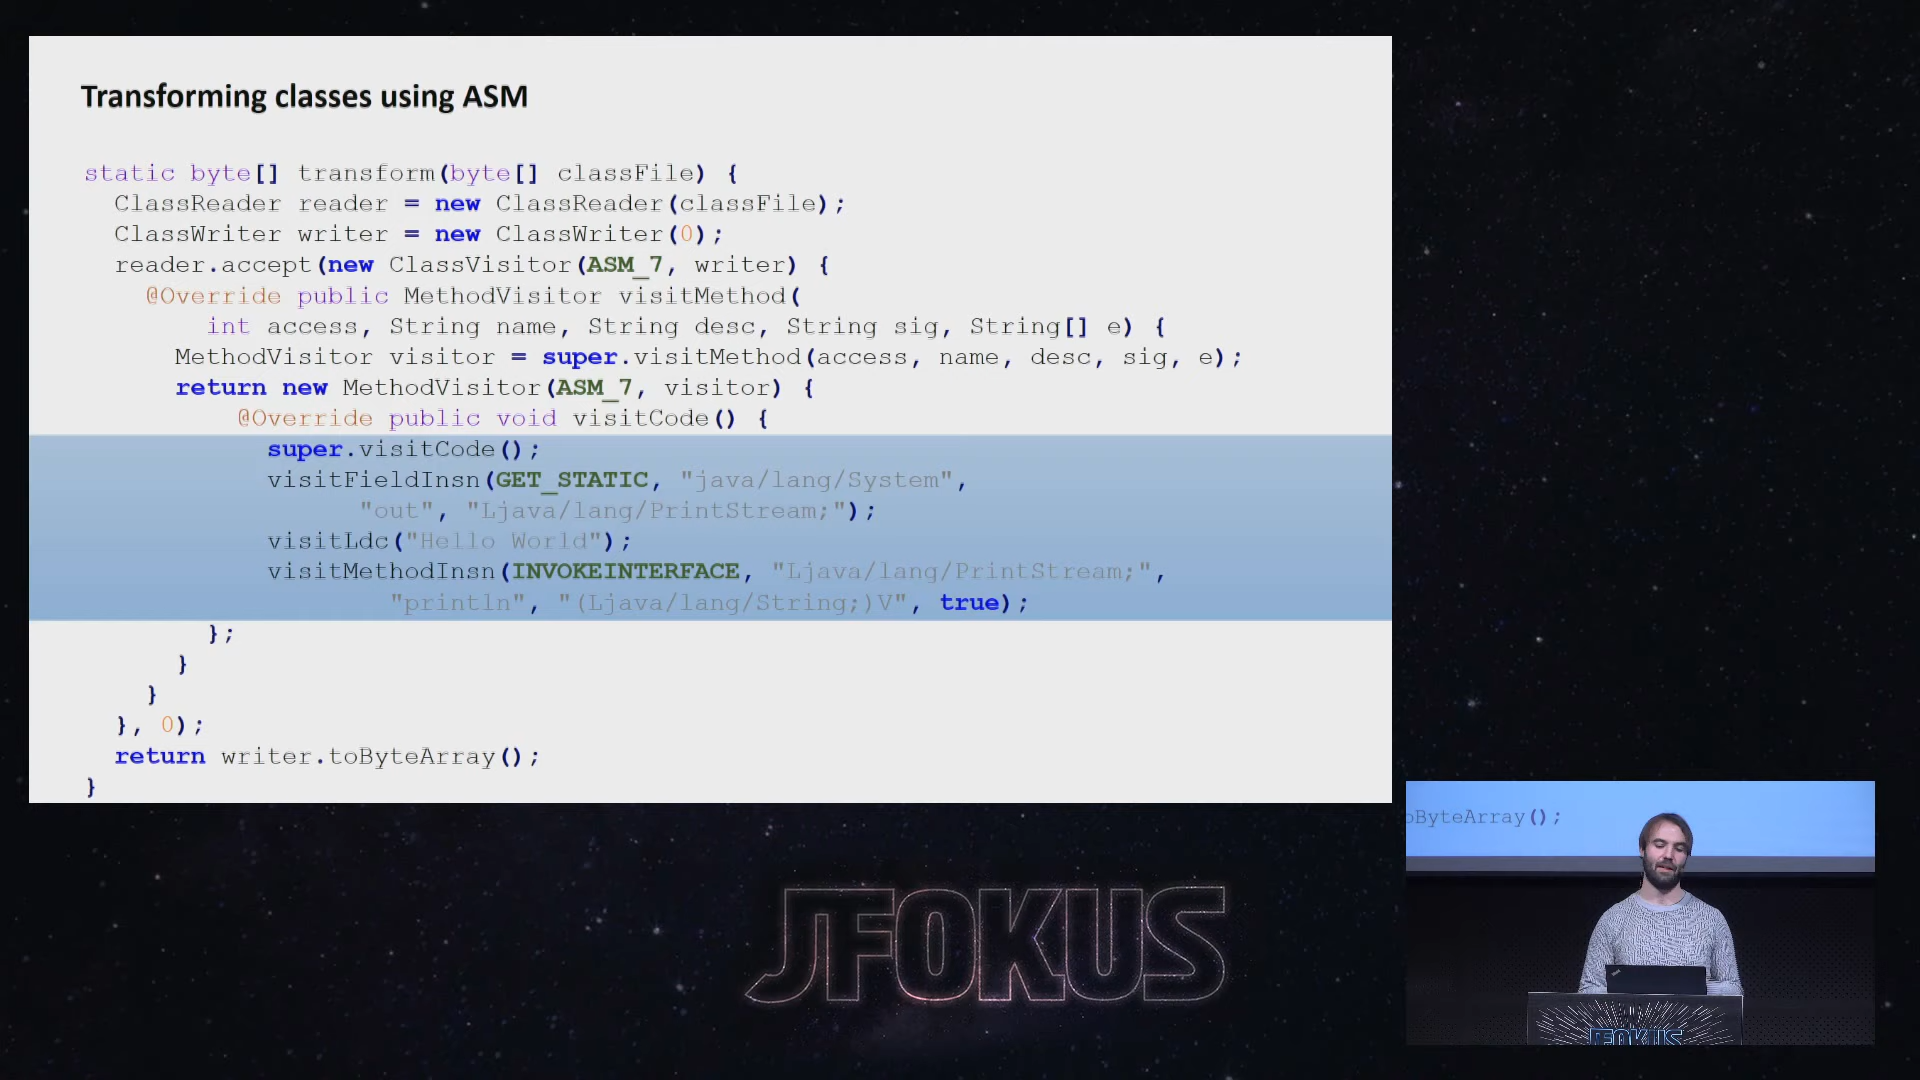 Transforming classes using ASM
static byte[] transform(byte[] classFile) {
ClassReader reader = new ClassReader(classFile);
ClassWriter writer = new ClassWriter(0);
reader.accept(new ClassVisitor(ASM_7, writer) {
@Override public MethodVisitor visitMethod(
int access, String name, String desc, String sig, String[] e) {
MethodVisitor visitor = super.visitMethod(access, name, desc, sig, e);
return new MethodVisitor(ASM_7, visitor) {
@Override public void visitCode() {
super.visitCode();
visitFieldInsn(GET_STATIC, "java/lang/System",
"out", "Ljava/lang/PrintStream;");
visitLdc("Hello World");
visitMethodInsn(INVOKEINTERFACE, "Ljava/lang/PrintStream;",
"println", "(Ljava/lang/String;)V", true);
};
}
}
}, 0);
return writer.toByteArray();
}
oByteArray();
JFOKUS
JFOKUS